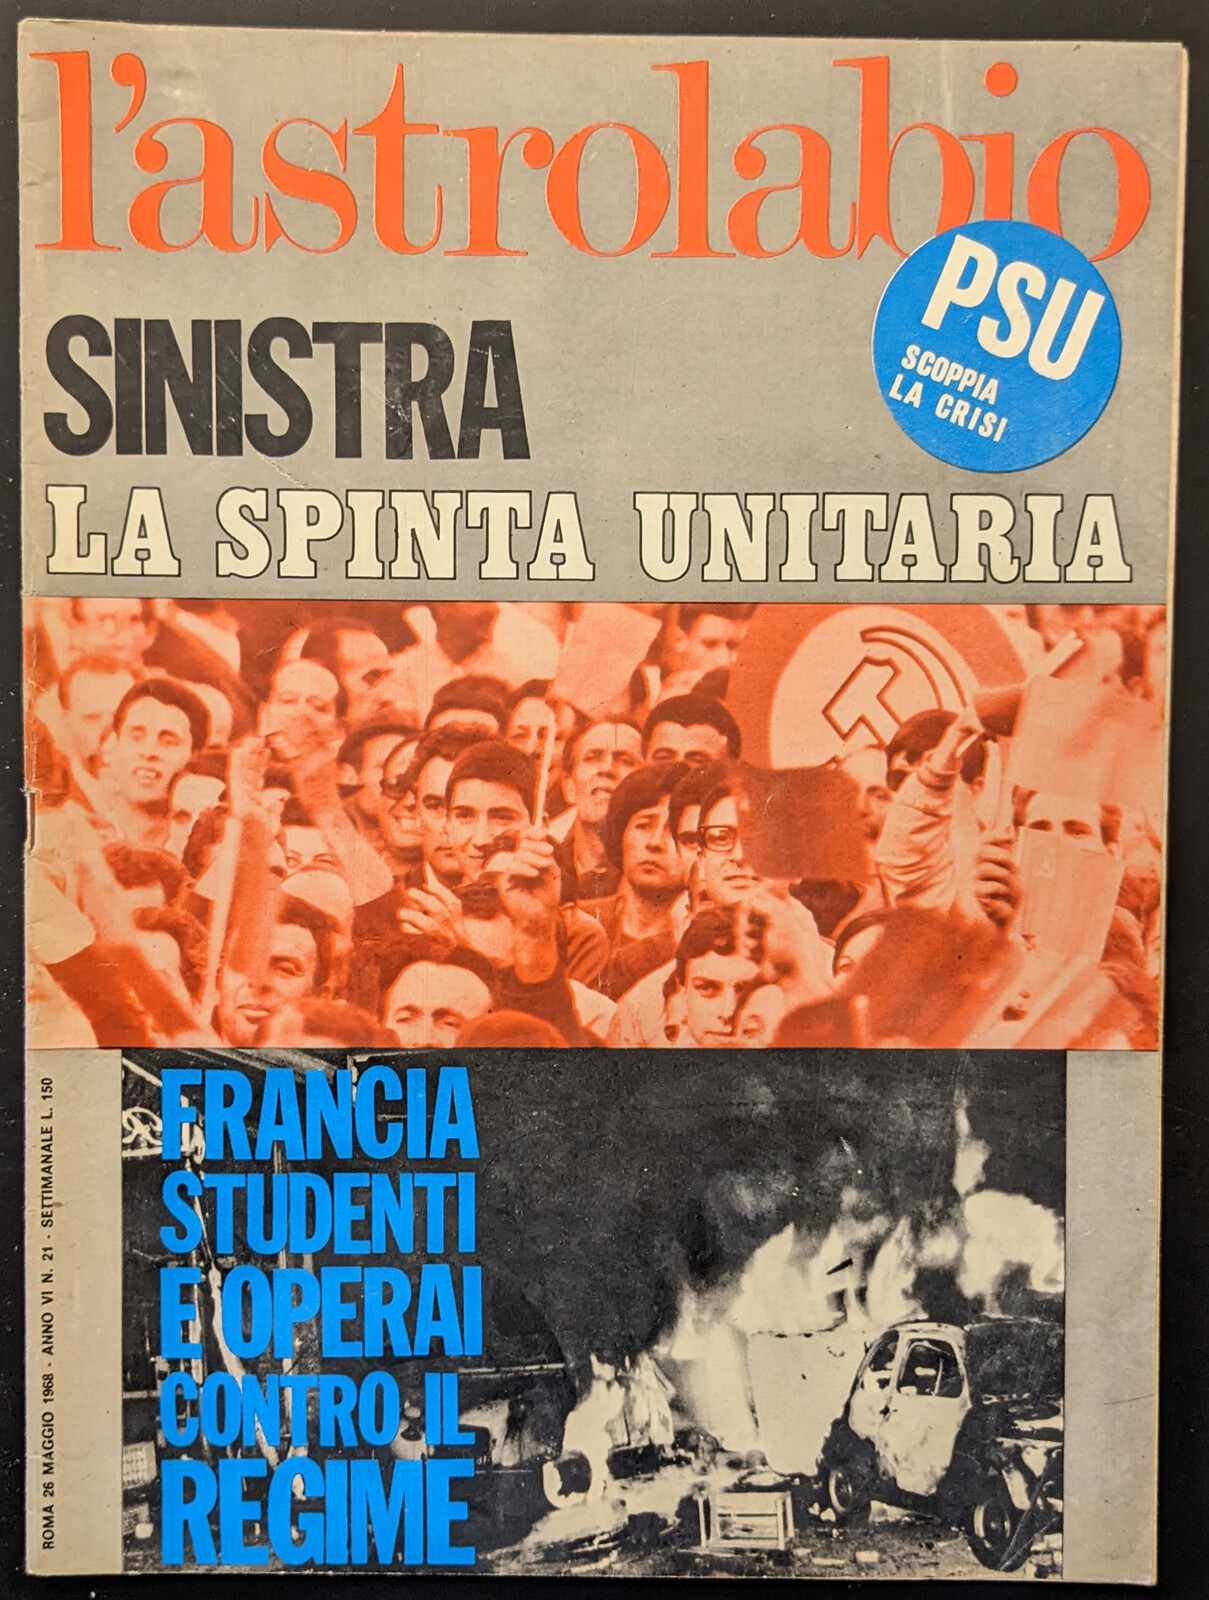 l'astrolabio
PSU
SCOPPIA
LA CRISI
SINISTRA
LA SPINTA UNITARIA
FRANCIA
STUDENTI
E OPERAI
CONTRO IL
REGIME
ROMA 26 MAGGIO 1968 - ANNO VI N. 21 - SETTIMANALE L. 150